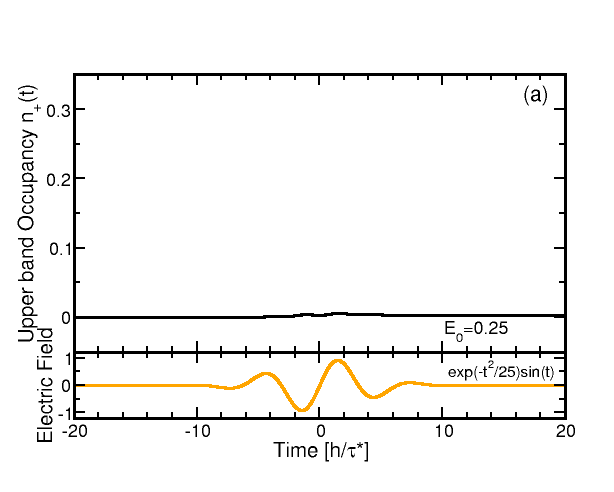 (a)
Upper band Occupancy n₊(t)
0.3
0.2
0.1
0
E₀=0.25
Electric Field
1
0
-1
exp(-t²/25)sin(t)
-20
-10
0
10
20
Time [h/τ*]